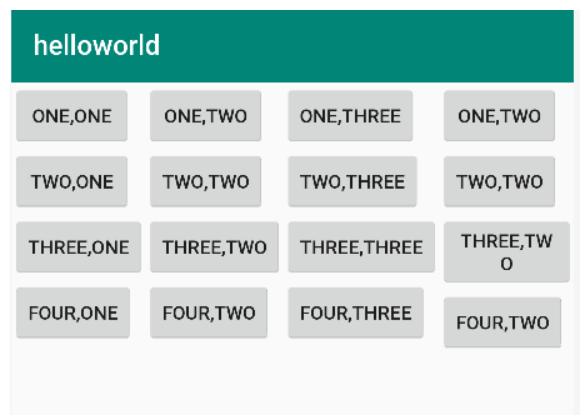 helloworld
ONE,ONE ONE,TWO ONE,THREE ONE,TWO
TWO,ONE TWO,TWO TWO,THREE TWO,TWO
THREE,ONE THREE,TWO THREE,THREE THREE,TW
O
FOUR,ONE FOUR,TWO FOUR,THREE FOUR,TWO